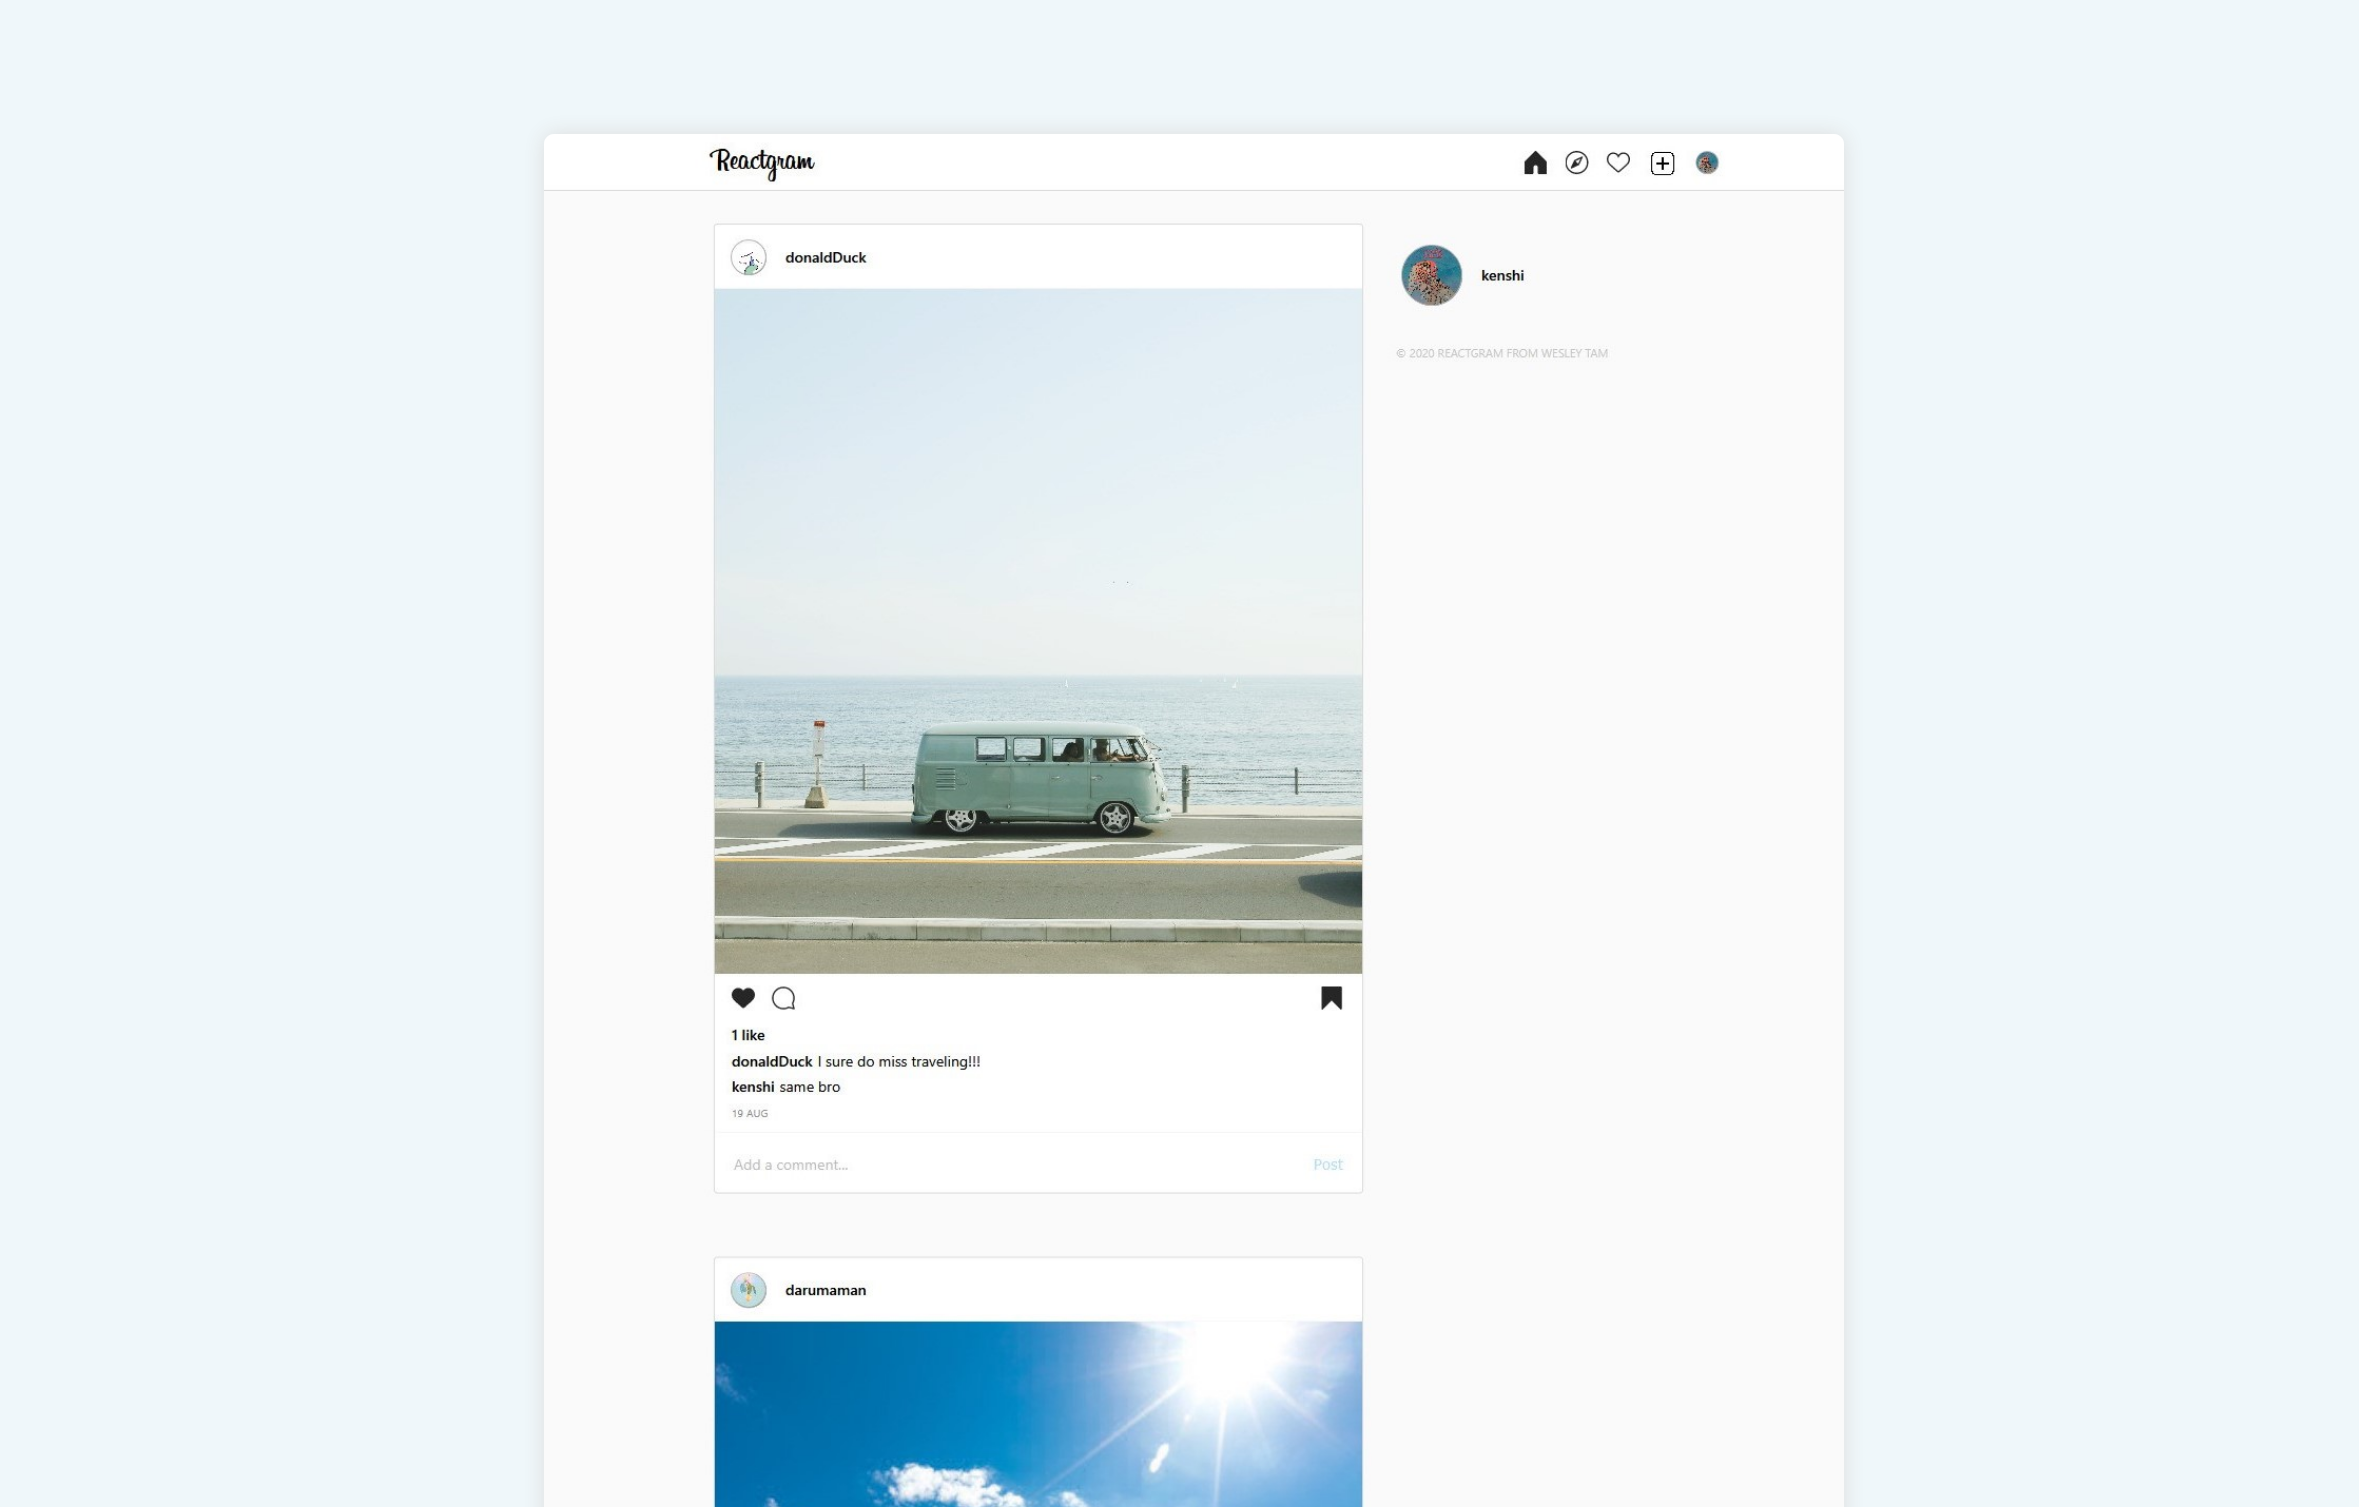 Reactgram
donaldDuck
kenshi
© 2020 REACTGRAM FROM WESLEY TAM
1 like
donaldDuck I sure do miss traveling!!!
kenshi same bro
19 AUG
Add a comment... Post
darumaman